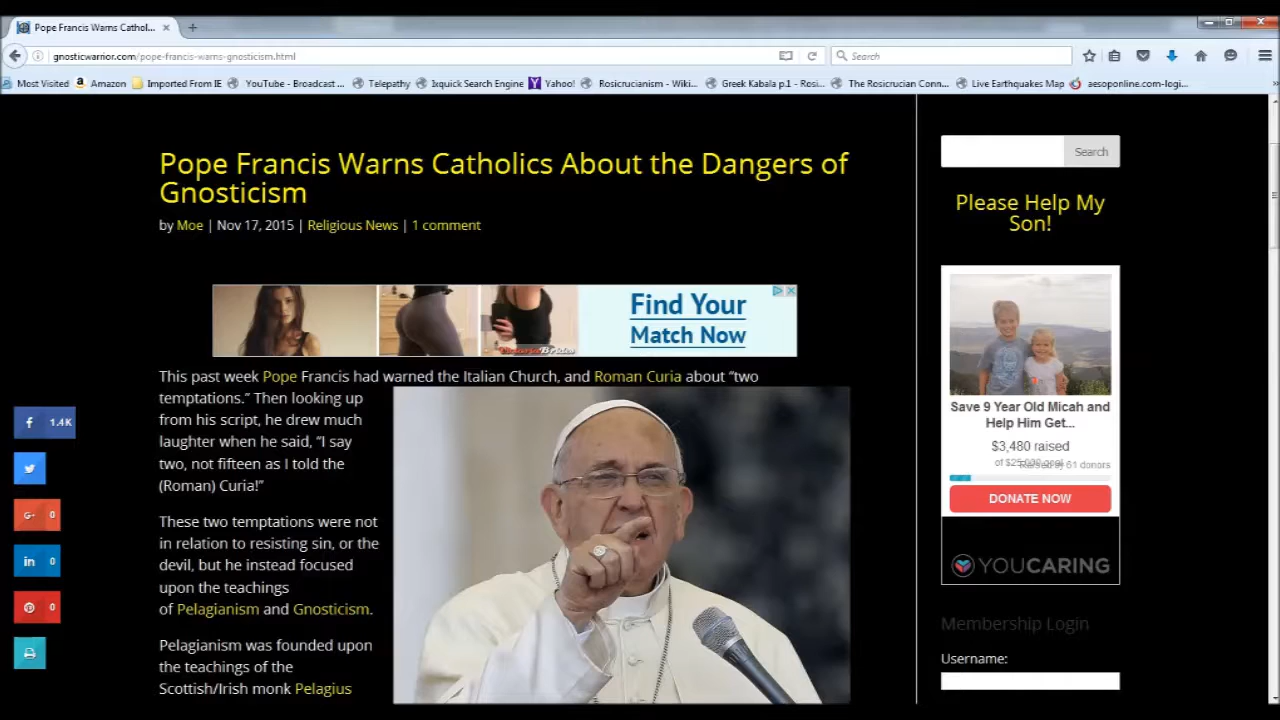 Pope Francis Warns Cathol...
gnosticwarrior.com/pope-francis-warns-gnosticism.html
Search
Most Visited
Amazon
Imported From IE
YouTube - Broadcast ...
Telepathy
Ixquick Search Engine
Yahoo!
Rosicrucianism - Wiki...
Greek Kabala p.1 - Rosi...
The Rosicrucian Conn...
Live Earthquakes Map
aesoponline.com-logi...
Pope Francis Warns Catholics About the Dangers of
Gnosticism
by Moe | Nov 17, 2015 | Religious News | 1 comment
Find Your
Match Now
This past week Pope Francis had warned the Italian Church, and Roman Curia about “two
temptations.” Then looking up
from his script, he drew much
laughter when he said, “I say
two, not fifteen as I told the
(Roman) Curia!”
These two temptations were not
in relation to resisting sin, or the
devil, but he instead focused
upon the teachings
of Pelagianism and Gnosticism.
Pelagianism was founded upon
the teachings of the
Scottish/Irish monk Pelagius
f 1.4K
G+ 0
in 0
0
Search
Please Help My
Son!
Save 9 Year Old Micah and
Help Him Get...
$3,480 raised
of $25,000 goal
Raised by 61 donors
DONATE NOW
YOUCARING
Membership Login
Username: